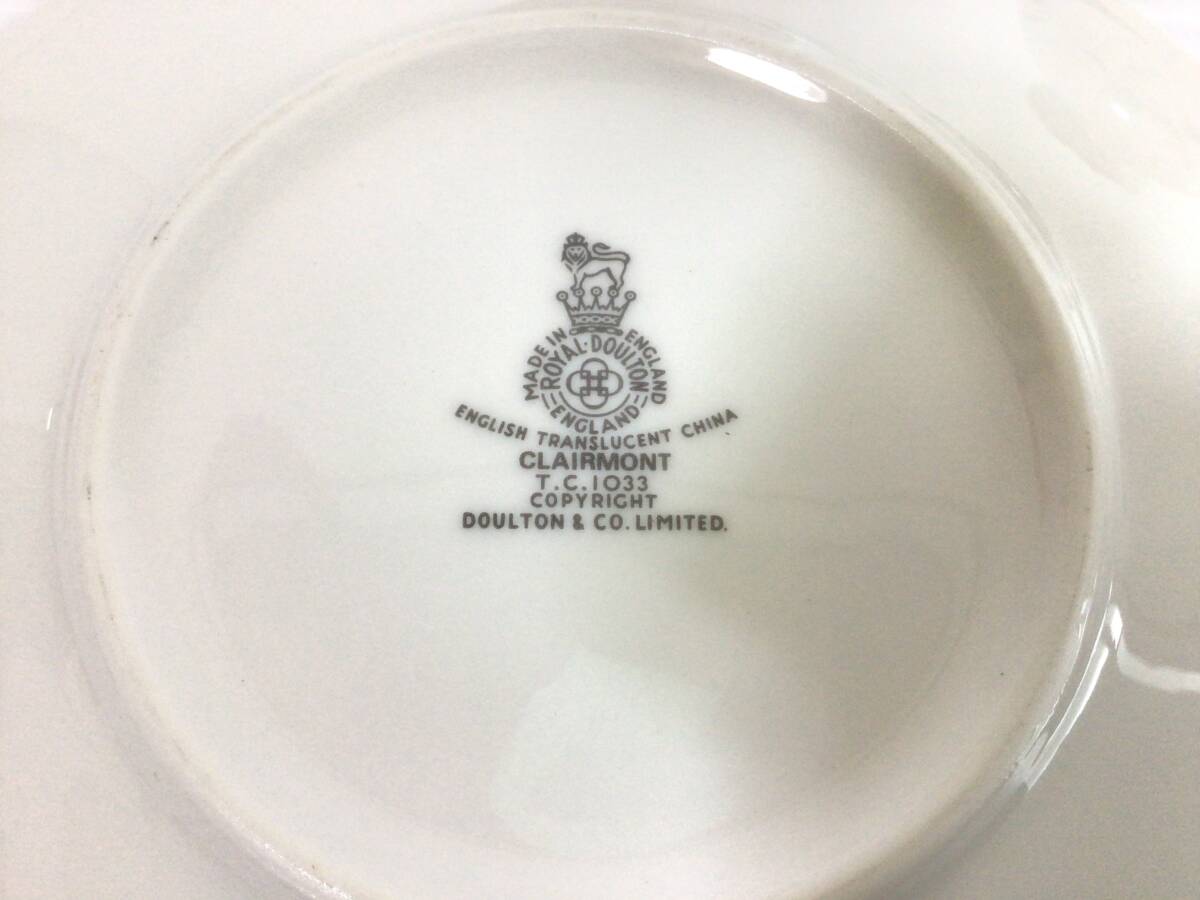 MADE IN ENGLAND
ROYAL·DOULTON
ENGLAND
ENGLISH TRANSLUCENT CHINA
CLAIRMONT
T.C.1033
COPYRIGHT
DOULTON & CO. LIMITED.